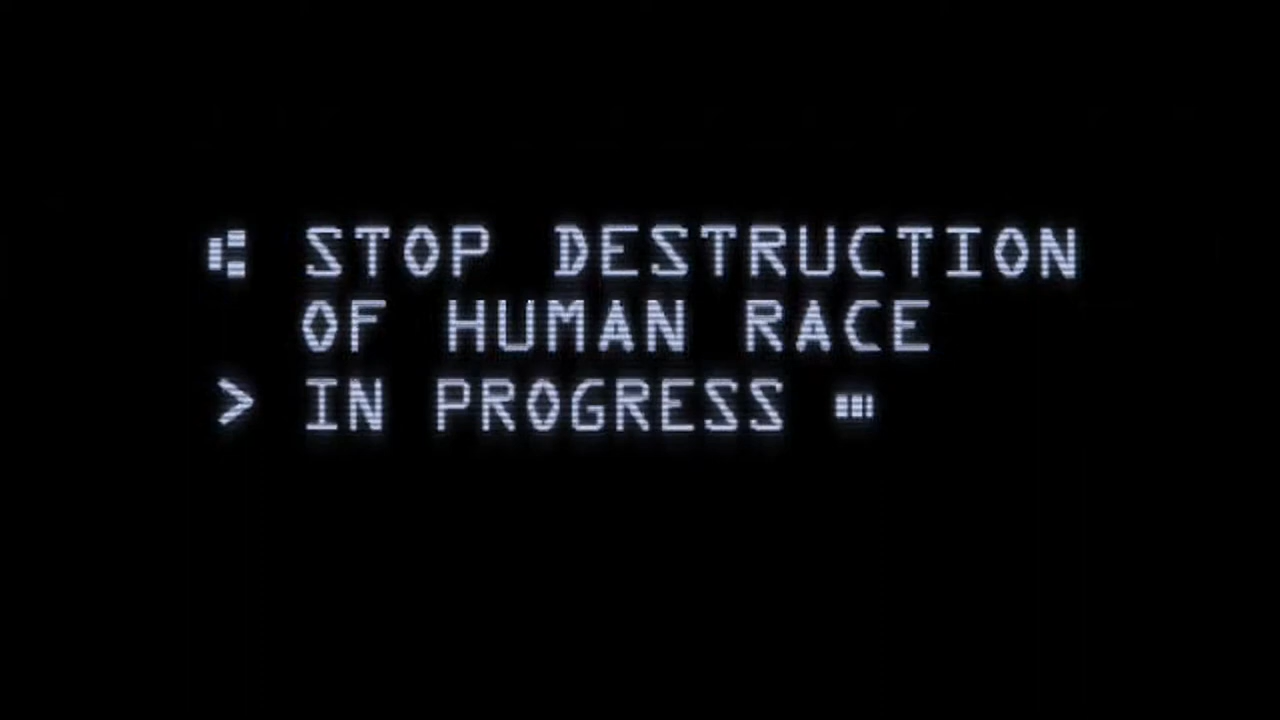 STOP DESTRUCTION
OF HUMAN RACE
> IN PROGRESS